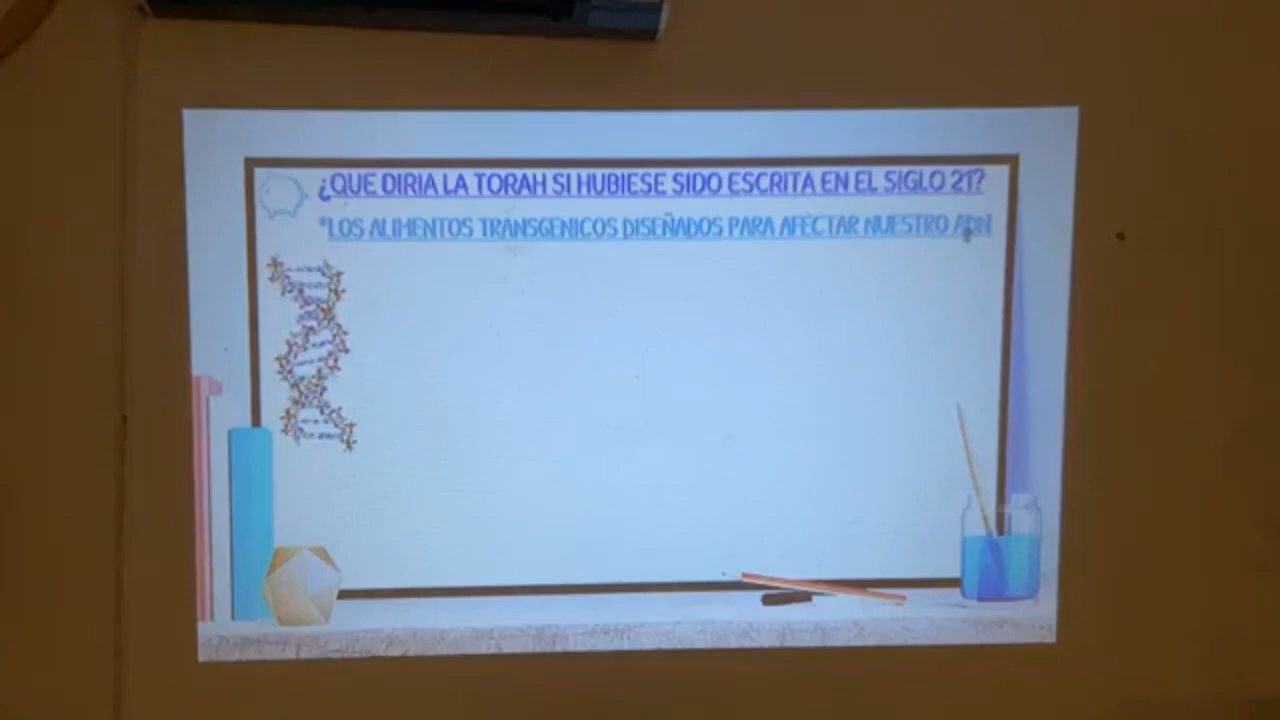 ¿QUE DIRIA LA TORAH SI HUBIESE SIDO ESCRITA EN EL SIGLO 21?
*LOS ALIMENTOS TRANSGENICOS DISEÑADOS PARA AFECTAR NUESTRO ADN